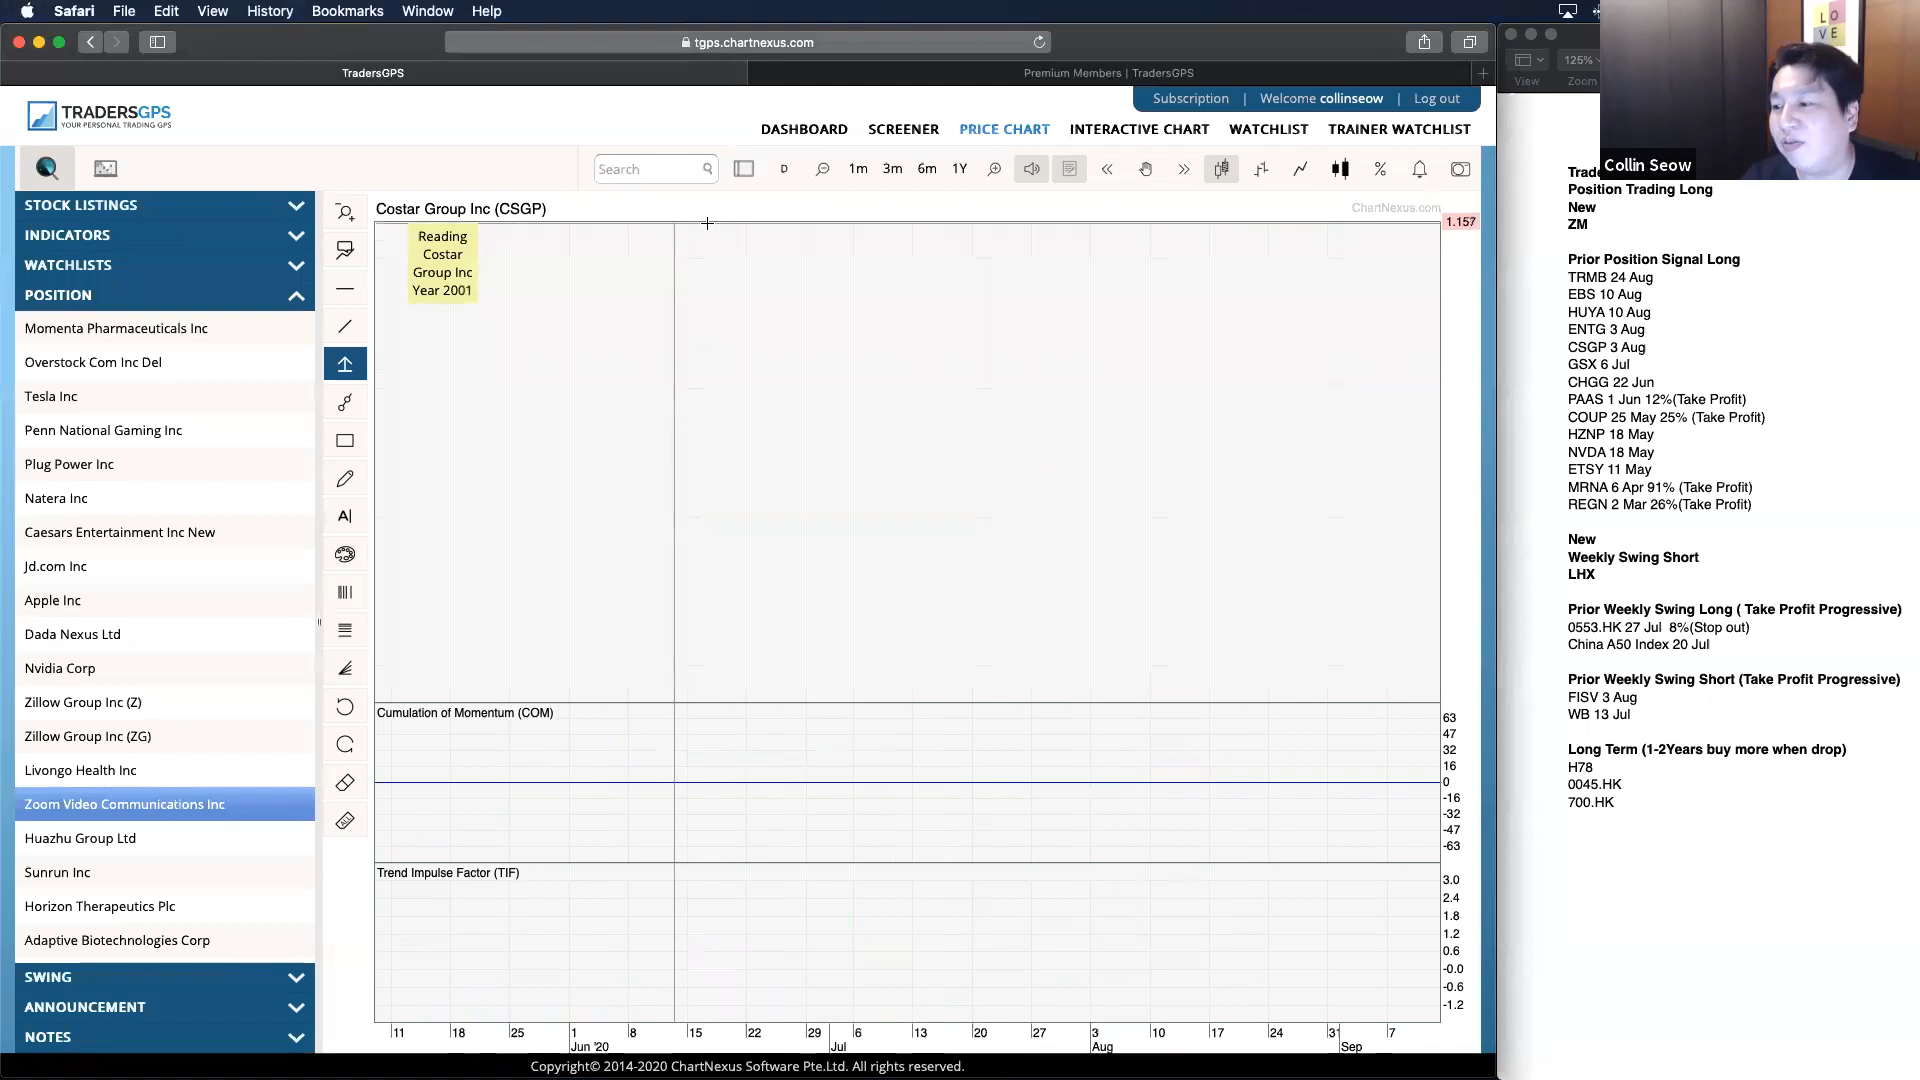 Safari File Edit View History Bookmarks Window Help
tgps.chartnexus.com
TradersGPS
Premium Members | TradersGPS
125%
View
Zoom
LO
VE
Collin Seow
TRADERSGPS
YOUR PERSONAL TRADING GPS
Subscription | Welcome collinseow | Log out
DASHBOARD SCREENER PRICE CHART INTERACTIVE CHART WATCHLIST TRAINER WATCHLIST
Search
D 1m 3m 6m 1Y %
STOCK LISTINGS
INDICATORS
WATCHLISTS
POSITION
Momenta Pharmaceuticals Inc
Overstock Com Inc Del
Tesla Inc
Penn National Gaming Inc
Plug Power Inc
Natera Inc
Caesars Entertainment Inc New
Jd.com Inc
Apple Inc
Dada Nexus Ltd
Nvidia Corp
Zillow Group Inc (Z)
Zillow Group Inc (ZG)
Livongo Health Inc
Zoom Video Communications Inc
Huazhu Group Ltd
Sunrun Inc
Horizon Therapeutics Plc
Adaptive Biotechnologies Corp
SWING
ANNOUNCEMENT
NOTES
A|
ALL
Costar Group Inc (CSGP)
ChartNexus.com
1.157
Reading
Costar
Group Inc
Year 2001
Cumulation of Momentum (COM)
63
47
32
16
0
-16
-32
-47
-63
Trend Impulse Factor (TIF)
3.0
2.4
1.8
1.2
0.6
-0.0
-0.6
-1.2
11 18 25 1 8 15 22 29 6 13 20 27 3 10 17 24 31 7
Jun '20 Jul Aug Sep
Copyright© 2014-2020 ChartNexus Software Pte.Ltd. All rights reserved.
Position Trading Long
New
ZM
Prior Position Signal Long
TRMB 24 Aug
EBS 10 Aug
HUYA 10 Aug
ENTG 3 Aug
CSGP 3 Aug
GSX 6 Jul
CHGG 22 Jun
PAAS 1 Jun 12%(Take Profit)
COUP 25 May 25% (Take Profit)
HZNP 18 May
NVDA 18 May
ETSY 11 May
MRNA 6 Apr 91% (Take Profit)
REGN 2 Mar 26%(Take Profit)
New
Weekly Swing Short
LHX
Prior Weekly Swing Long ( Take Profit Progressive)
0553.HK 27 Jul 8%(Stop out)
China A50 Index 20 Jul
Prior Weekly Swing Short (Take Profit Progressive)
FISV 3 Aug
WB 13 Jul
Long Term (1-2Years buy more when drop)
H78
0045.HK
700.HK